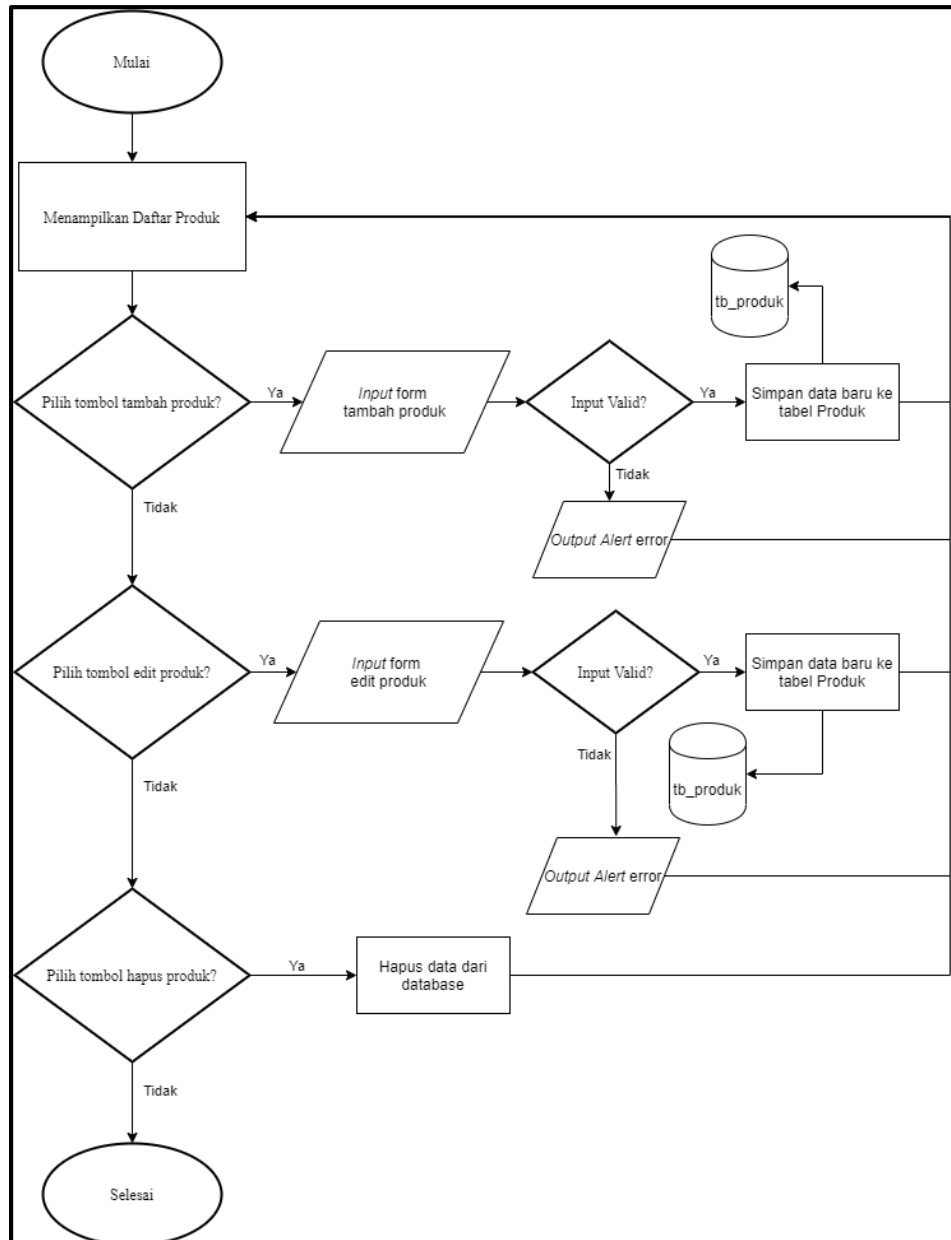 Mulai
Menampilkan Daftar Produk
tb_produk
Pilih tombol tambah produk?
Ya
Input form
tambah produk
Input Valid?
Ya
Simpan data baru ke
tabel Produk
Tidak
Tidak
Output Alert error
Pilih tombol edit produk?
Ya
Input form
edit produk
Input Valid?
Ya
Simpan data baru ke
tabel Produk
Tidak
Tidak
tb_produk
Output Alert error
Pilih tombol hapus produk?
Ya
Hapus data dari
database
Tidak
Selesai